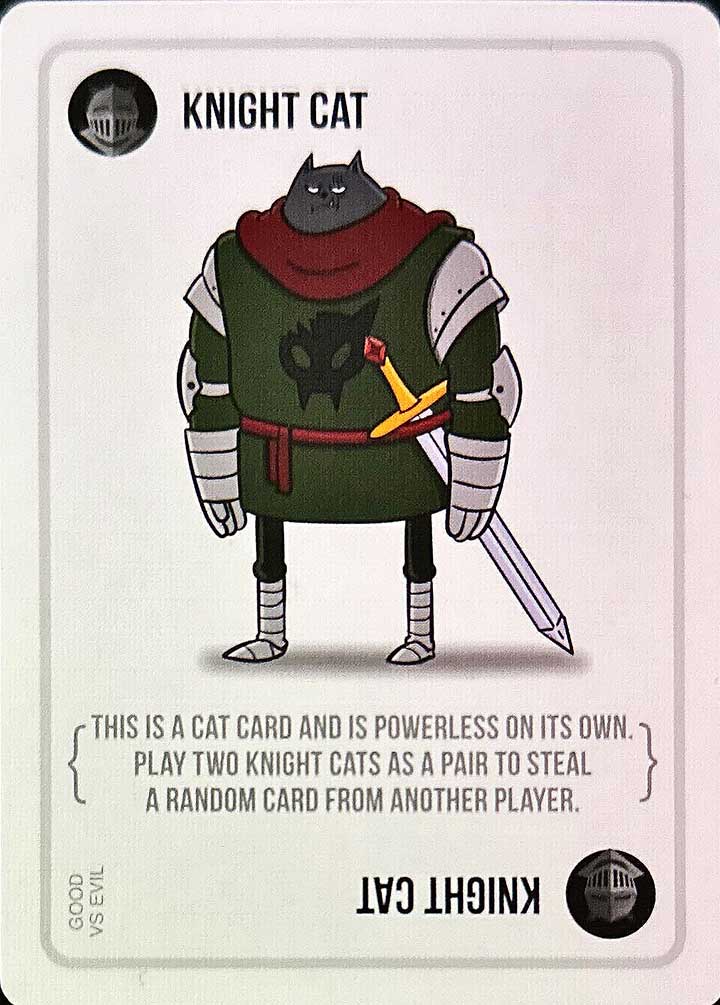 KNIGHT CAT
THIS IS A CAT CARD AND IS POWERLESS ON ITS OWN.
PLAY TWO KNIGHT CATS AS A PAIR TO STEAL
A RANDOM CARD FROM ANOTHER PLAYER.
GOOD
VS EVIL
KNIGHT CAT